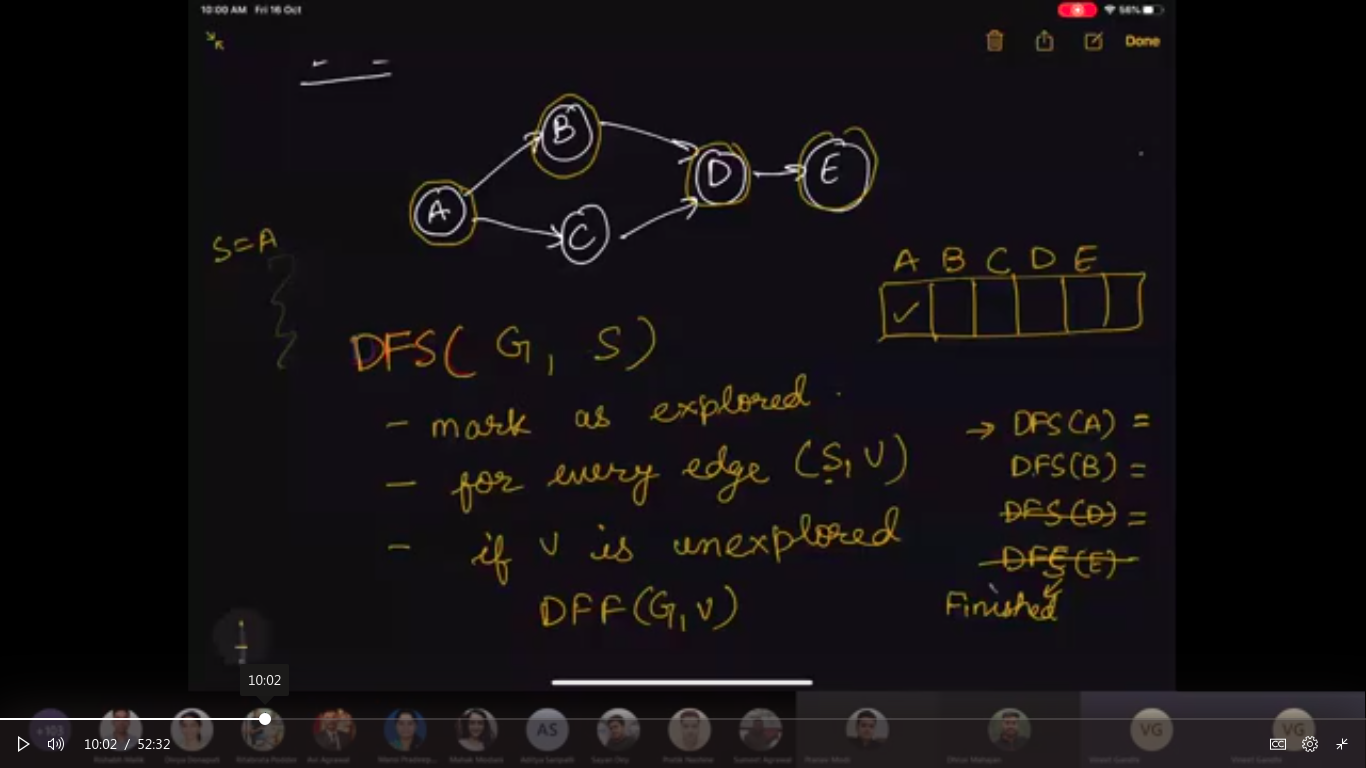 10:00 AM Fri 16 Oct
56%
Done
B
D
E
A
C
S=A
A B C D E
DFS( G, S)
- mark as explored.
- for every edge (S, V)
- if v is unexplored
DFF(G,V)
→ DFS(A) =
DFS(B) =
DFS(D) =
DFS(E)
Finished
10:02
AS
VG
VG
10:02 / 52:32
CC